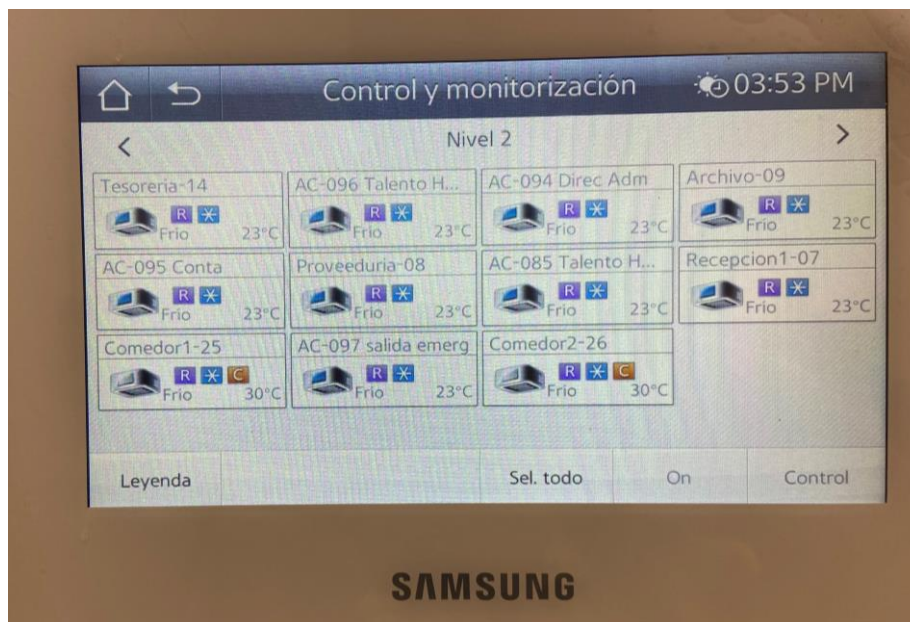 Control y monitorización 03:53 PM
Nivel 2
Tesoreria-14
R
Frio 23°C
AC-096 Talento H...
R
Frio 23°C
AC-094 Direc Adm
R
Frio 23°C
Archivo-09
R
Frio 23°C
AC-095 Conta
R
Frio 23°C
Proveeduria-08
R
Frio 23°C
AC-085 Talento H...
R
Frio 23°C
Recepcion1-07
R
Frio 23°C
Comedor1-25
R C
Frio 30°C
AC-097 salida emerg
R
Frio 23°C
Comedor2-26
R C
Frio 30°C
Leyenda Sel. todo On Control
SAMSUNG